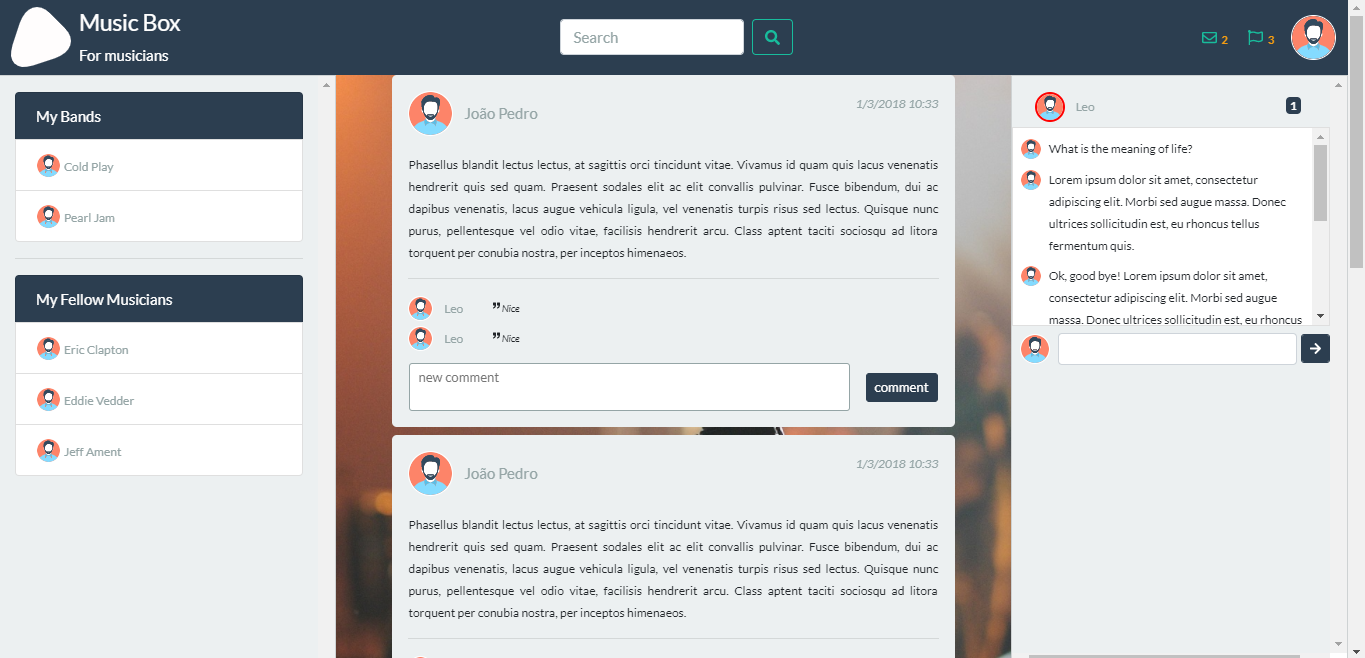 Music Box
For musicians
Search
2
3
My Bands
Cold Play
Pearl Jam
My Fellow Musicians
Eric Clapton
Eddie Vedder
Jeff Ament
João Pedro
1/3/2018 10:33
Phasellus blandit lectus lectus, at sagittis orci tincidunt vitae. Vivamus id quam quis lacus venenatis
hendrerit quis sed quam. Praesent sodales elit ac elit convallis pulvinar. Fusce bibendum, dui ac
dapibus venenatis, lacus augue vehicula ligula, vel venenatis turpis risus sed lectus. Quisque nunc
purus, pellentesque vel odio vitae, facilisis hendrerit arcu. Class aptent taciti sociosqu ad litora
torquent per conubia nostra, per inceptos himenaeos.
Leo
❞ Nice
Leo
❞ Nice
new comment
comment
João Pedro
1/3/2018 10:33
Phasellus blandit lectus lectus, at sagittis orci tincidunt vitae. Vivamus id quam quis lacus venenatis
hendrerit quis sed quam. Praesent sodales elit ac elit convallis pulvinar. Fusce bibendum, dui ac
dapibus venenatis, lacus augue vehicula ligula, vel venenatis turpis risus sed lectus. Quisque nunc
purus, pellentesque vel odio vitae, facilisis hendrerit arcu. Class aptent taciti sociosqu ad litora
torquent per conubia nostra, per inceptos himenaeos.
Leo
1
What is the meaning of life?
Lorem ipsum dolor sit amet, consectetur
adipiscing elit. Morbi sed augue massa. Donec
ultrices sollicitudin est, eu rhoncus tellus
fermentum quis.
Ok, good bye! Lorem ipsum dolor sit amet,
consectetur adipiscing elit. Morbi sed augue
massa. Donec ultrices sollicitudin est, eu rhoncus